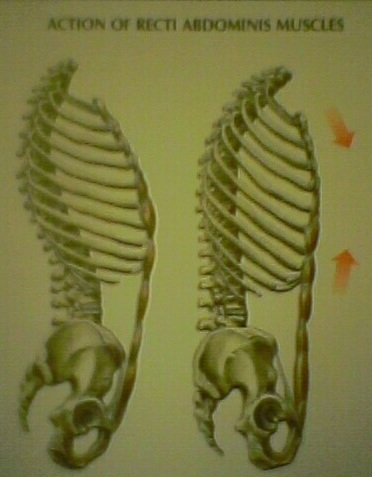 ACTION OF RECTI ABDOMINIS MUSCLES